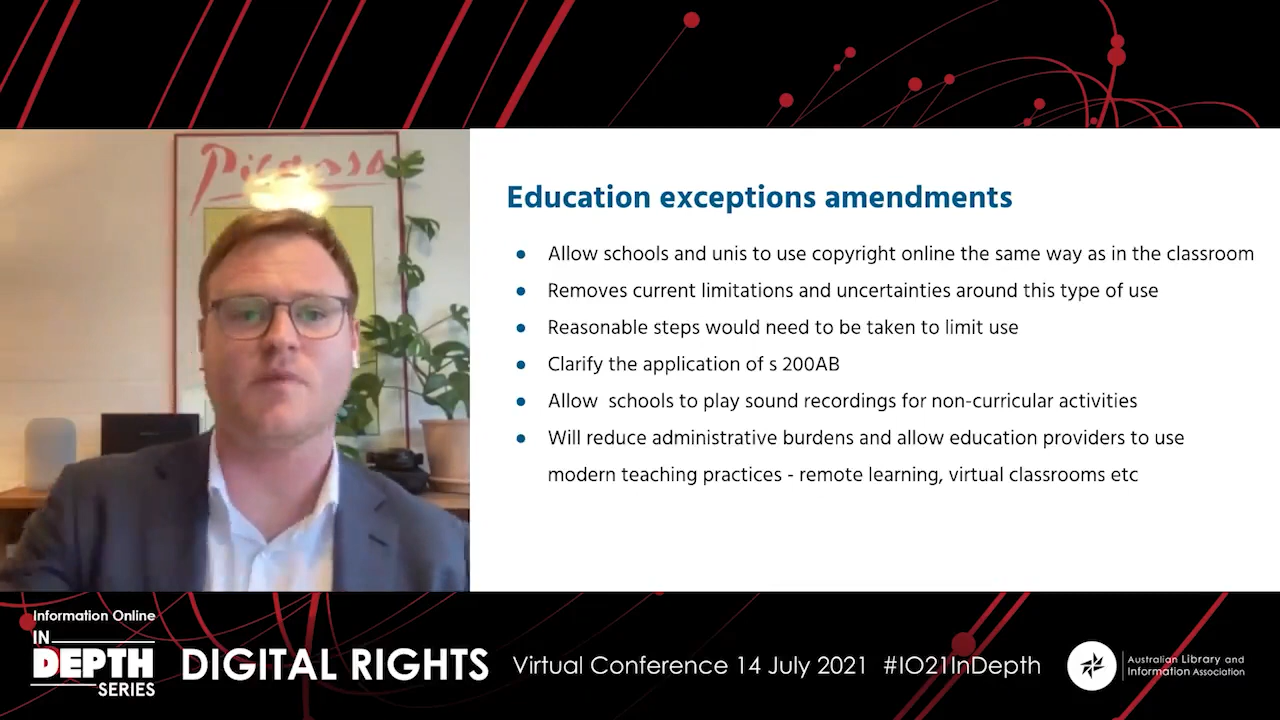 Picasso
Education exceptions amendments
Allow schools and unis to use copyright online the same way as in the classroom
Removes current limitations and uncertainties around this type of use
Reasonable steps would need to be taken to limit use
Clarify the application of s 200AB
Allow schools to play sound recordings for non-curricular activities
Will reduce administrative burdens and allow education providers to use
modern teaching practices - remote learning, virtual classrooms etc
Information Online
IN
DEPTH
SERIES
DIGITAL RIGHTS
Virtual Conference 14 July 2021 #IO21InDepth
Australian Library and
Information Association